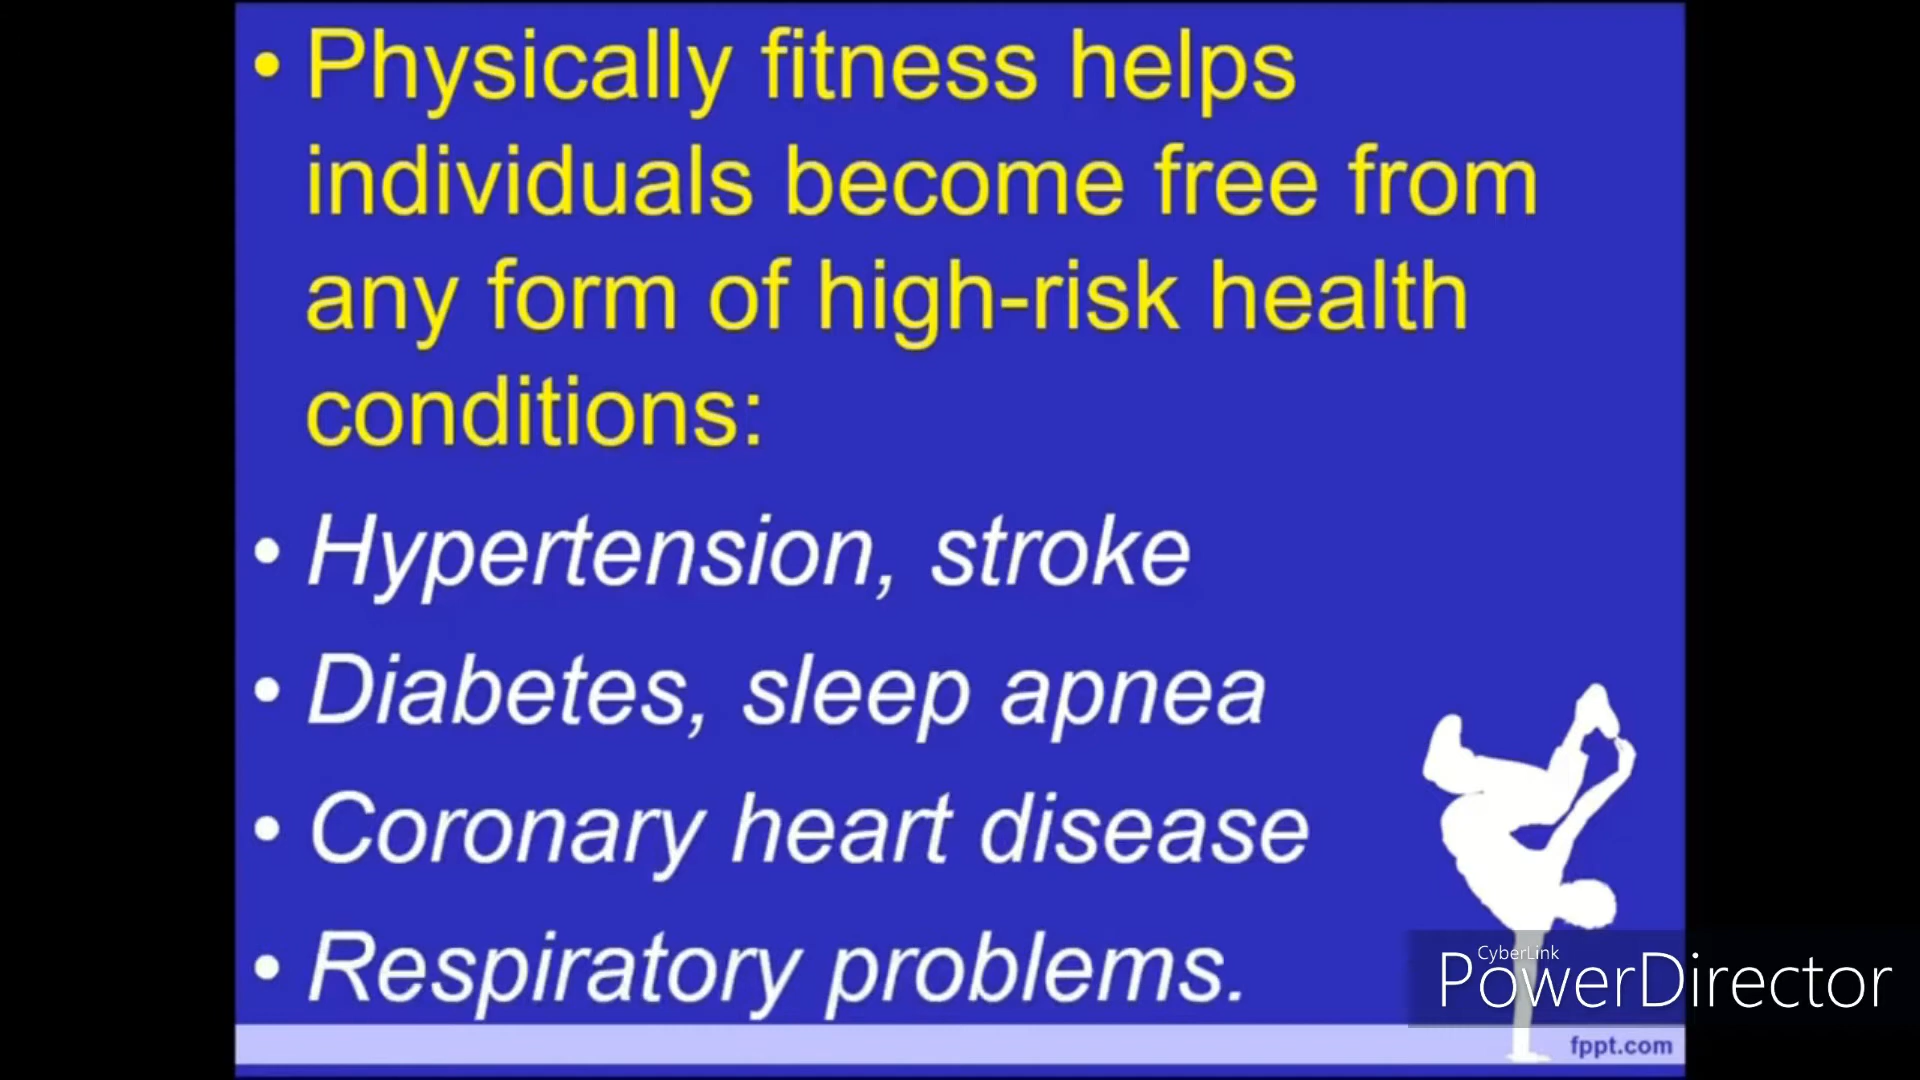 • Physically fitness helps
individuals become free from
any form of high-risk health
conditions:
• Hypertension, stroke
• Diabetes, sleep apnea
• Coronary heart disease
• Respiratory problems.
CyberLink
PowerDirector
fppt.com